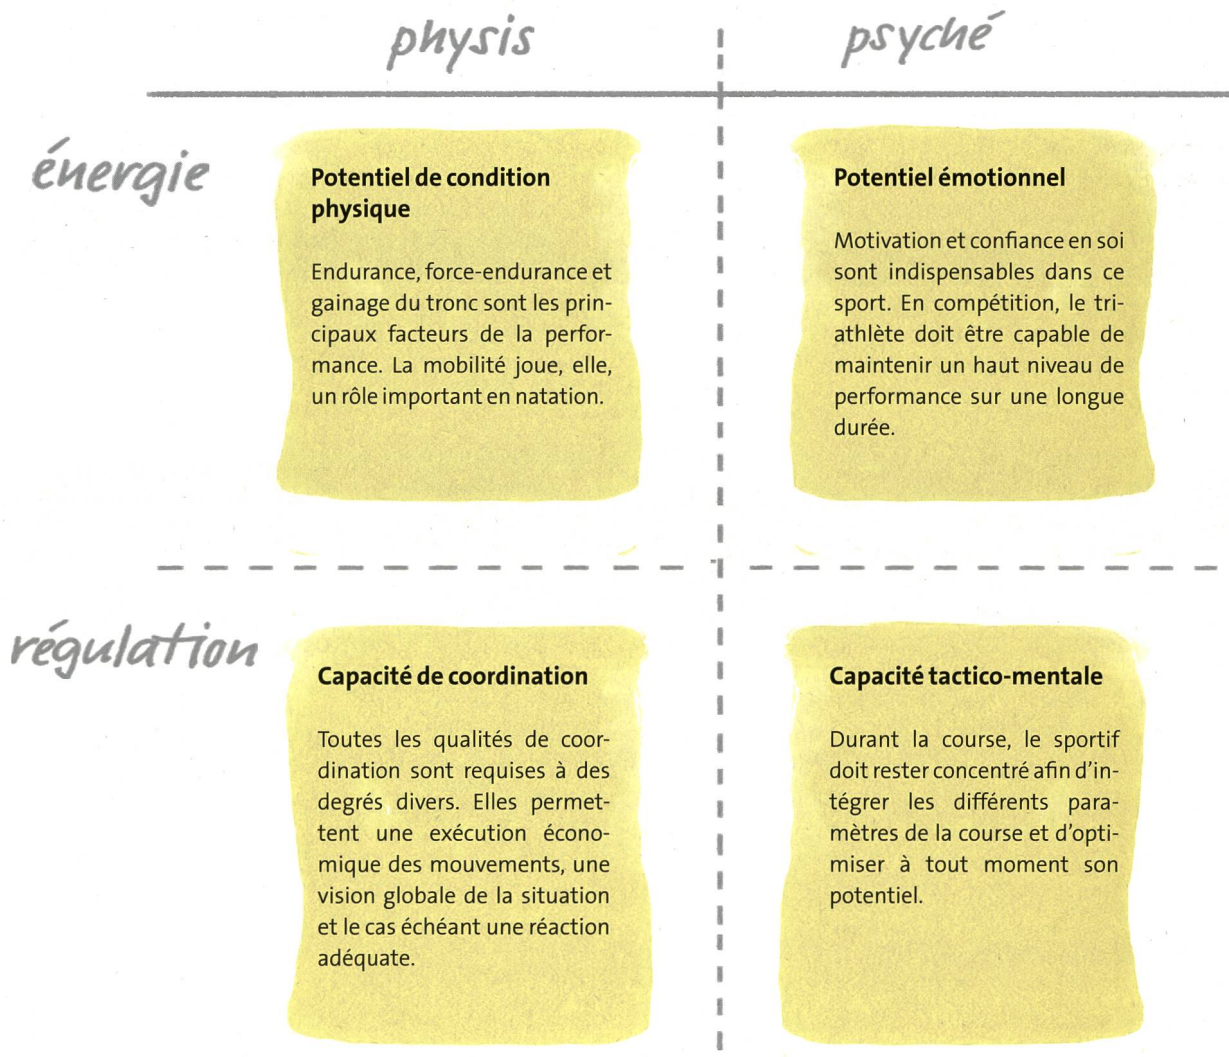 physis
psyché
énergie
Potentiel de condition
physique
Endurance, force-endurance et
gainage du tronc sont les prin-
cipaux facteurs de la perfor-
mance. La mobilité joue, elle,
un rôle important en natation.
Potentiel émotionnel
Motivation et confiance en soi
sont indispensables dans ce
sport. En compétition, le tri-
athlète doit être capable de
maintenir un haut niveau de
performance sur une longue
durée.
régulation
Capacité de coordination
Toutes les qualités de coor-
dination sont requises à des
degrés divers. Elles permet-
tent une exécution écono-
mique des mouvements, une
vision globale de la situation
et le cas échéant une réaction
adéquate.
Capacité tactico-mentale
Durant la course, le sportif
doit rester concentré afin d'in-
tégrer les différents para-
mètres de la course et d'opti-
miser à tout moment son
potentiel.